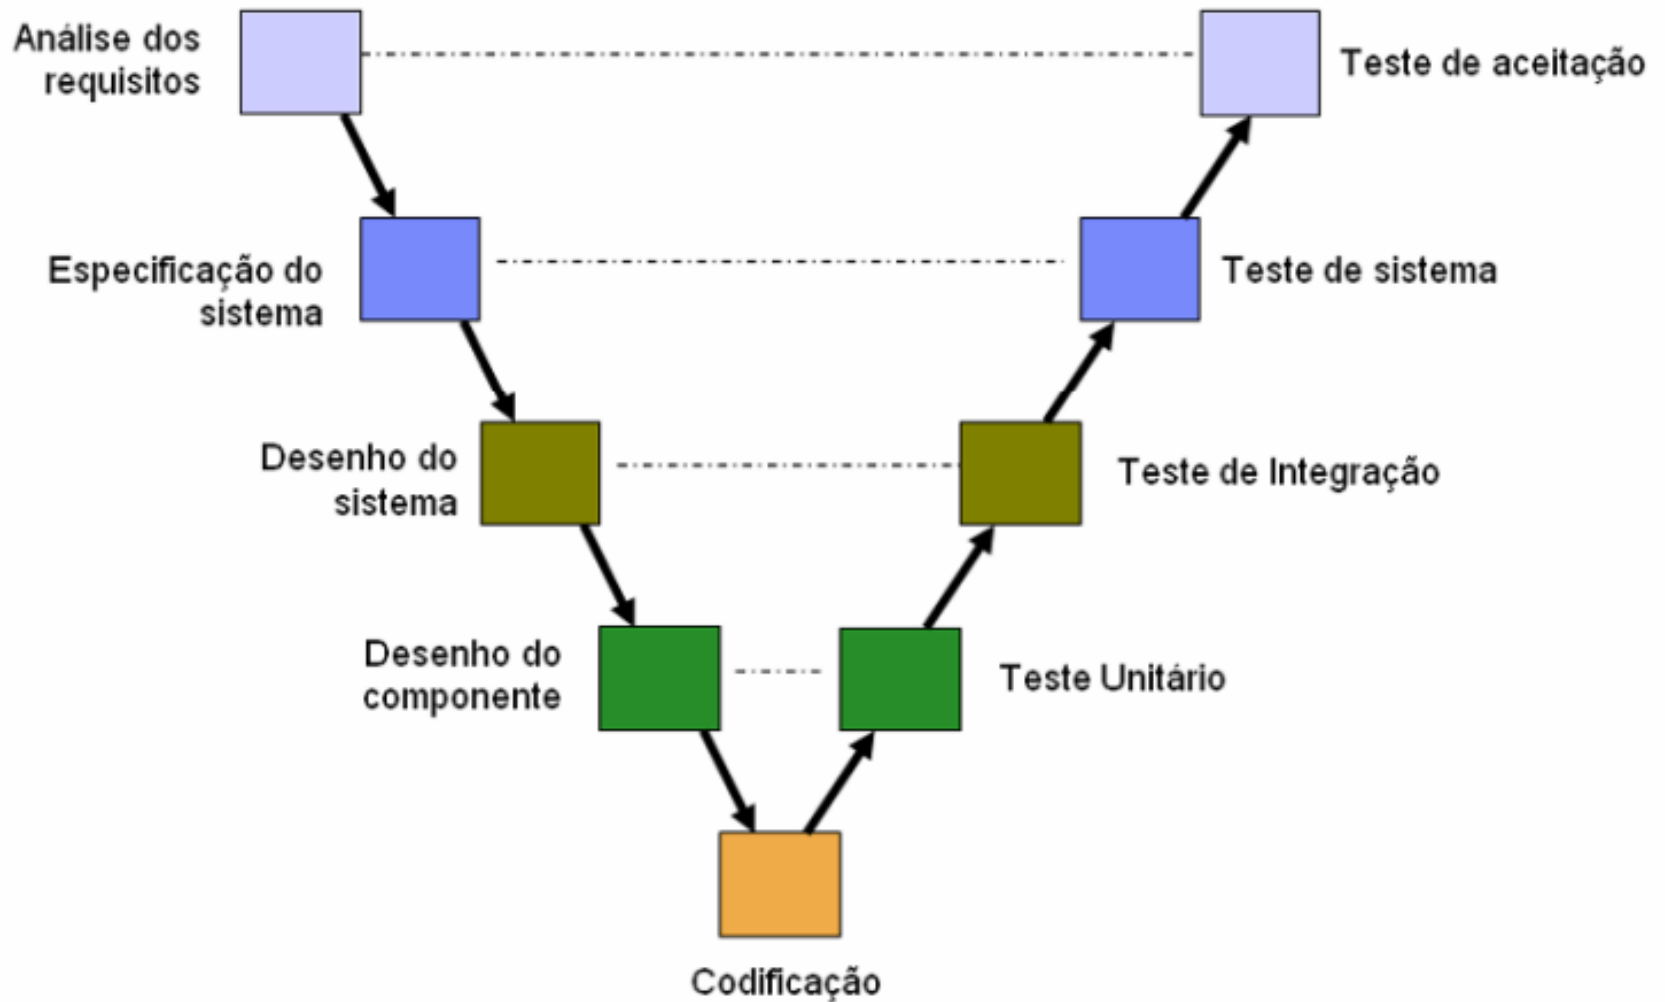 Análise dos
requisitos
Teste de aceitação
Especificação do
sistema
Teste de sistema
Desenho do
sistema
Teste de Integração
Desenho do
componente
Teste Unitário
Codificação